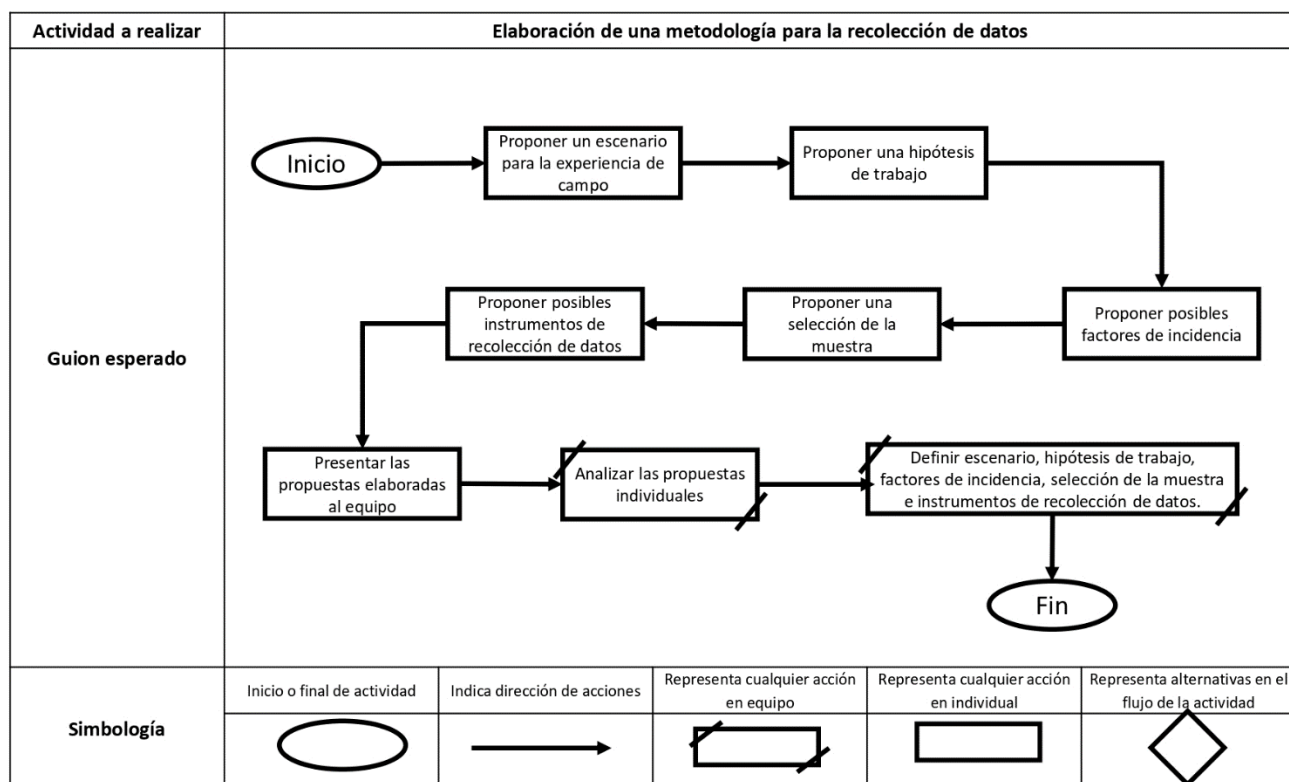 Actividad a realizar
Elaboración de una metodología para la recolección de datos
Guion esperado
Inicio
Proponer un escenario
para la experiencia de
campo
Proponer una hipótesis
de trabajo
Proponer posibles
factores de incidencia
Proponer una
selección de la
muestra
Proponer posibles
instrumentos de
recolección de datos
Presentar las
propuestas elaboradas
al equipo
Analizar las propuestas
individuales
Definir escenario, hipótesis de trabajo,
factores de incidencia, selección de la muestra
e instrumentos de recolección de datos.
Fin
Simbología
Inicio o final de actividad
Indica dirección de acciones
Representa cualquier acción
en equipo
Representa cualquier acción
en individual
Representa alternativas en el
flujo de la actividad